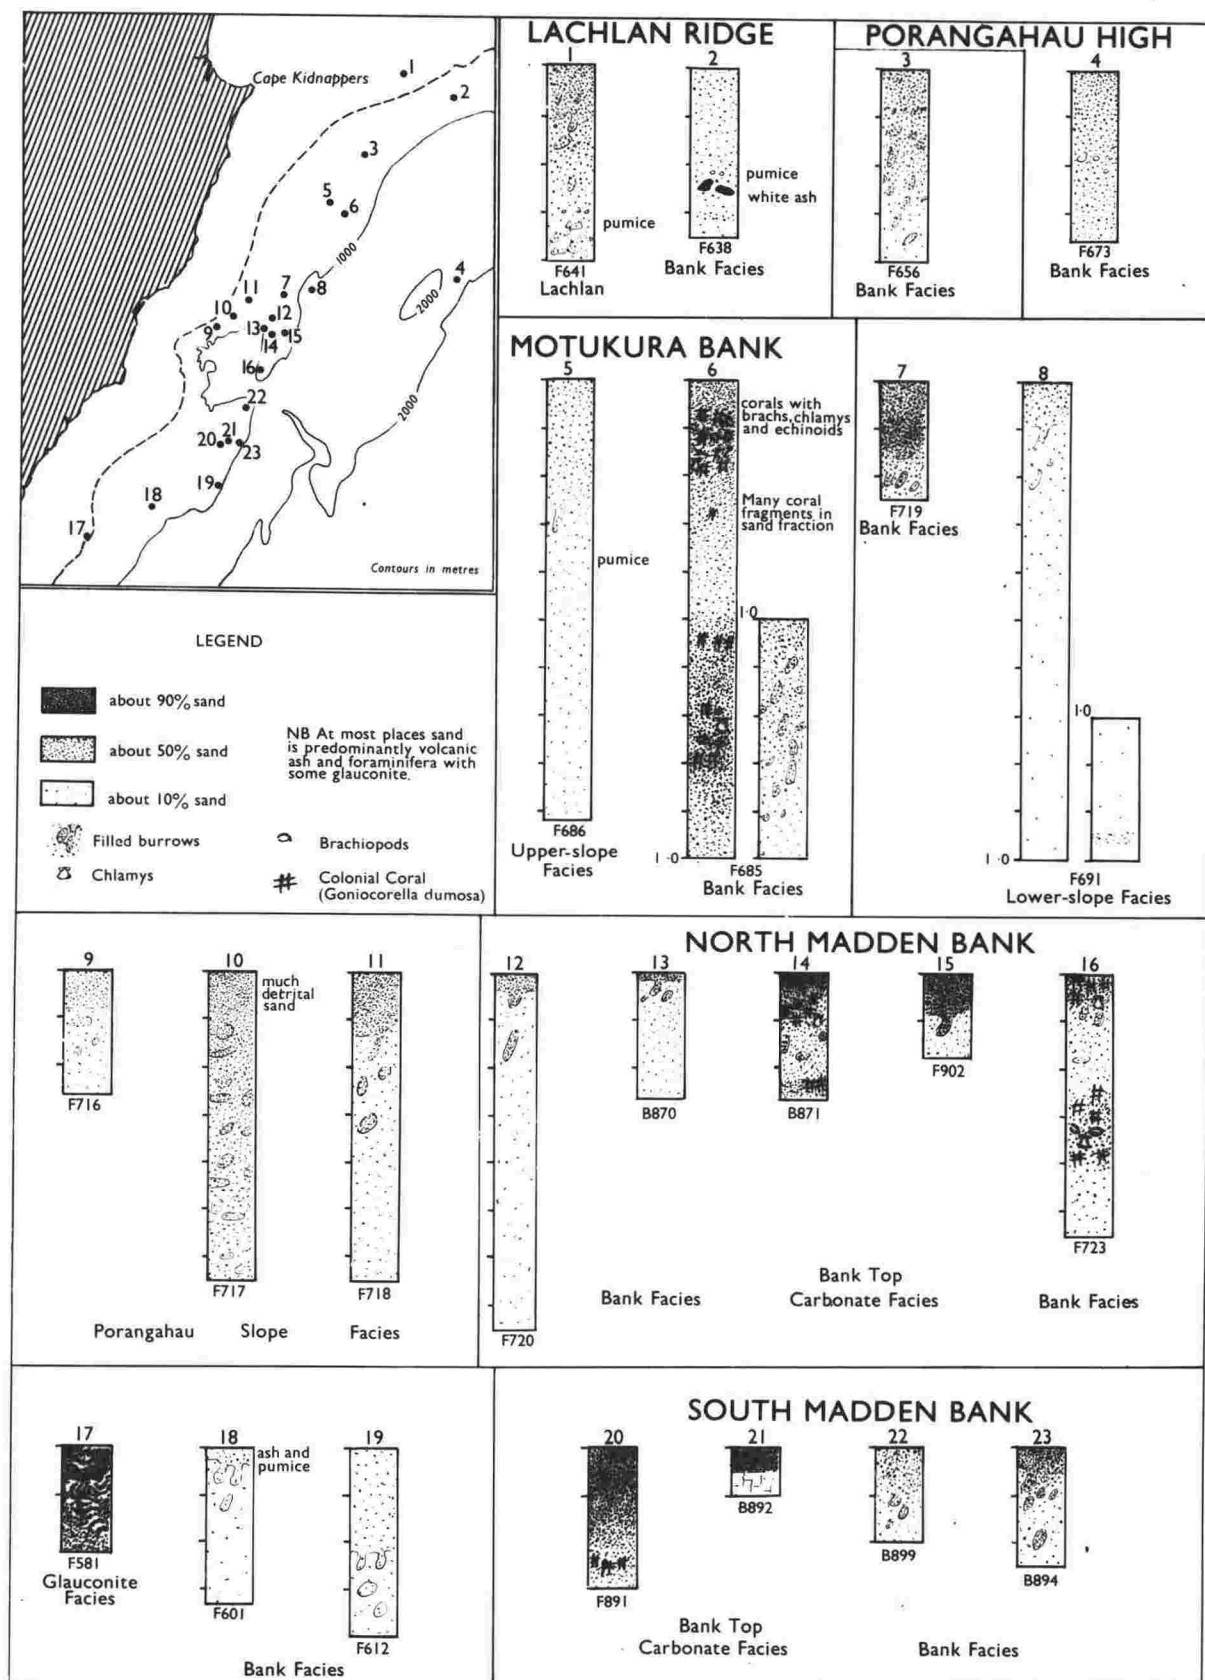 Cape Kidnappers
1
2
3
5
6
1000
4
2000
11
7
8
10
12
9
13
14
15
16
2000
22
20
21
23
19
18
17
Contours in metres
LEGEND
about 90% sand
about 50% sand
about 10% sand
NB At most places sand
is predominantly volcanic
ash and foraminifera with
some glauconite.
Filled burrows
Brachiopods
Chlamys
Colonial Coral
(Goniocorella dumosa)
LACHLAN RIDGE
1
2
pumice
pumice
white ash
F641
Lachlan
F638
Bank Facies
PORANGAHAU HIGH
3
4
F656
Bank Facies
F673
Bank Facies
MOTUKURA BANK
5
6
corals with
brachs, chlamys
and echinoids
Many coral
fragments in
sand fraction
pumice
1·0
F686
Upper-slope
Facies
1·0
F685
Bank Facies
7
8
F719
Bank Facies
1·0
1·0
F691
Lower-slope Facies
9
10
11
much
detrital
sand
F716
F717
F718
Porangahau Slope Facies
NORTH MADDEN BANK
12
13
14
15
16
F902
B870
B871
F723
F720
Bank Facies
Bank Top
Carbonate Facies
Bank Facies
17
18
19
ash and
pumice
F581
Glauconite
Facies
F601
F612
Bank Facies
SOUTH MADDEN BANK
20
21
22
23
B892
B899
B894
F891
Bank Top
Carbonate Facies
Bank Facies